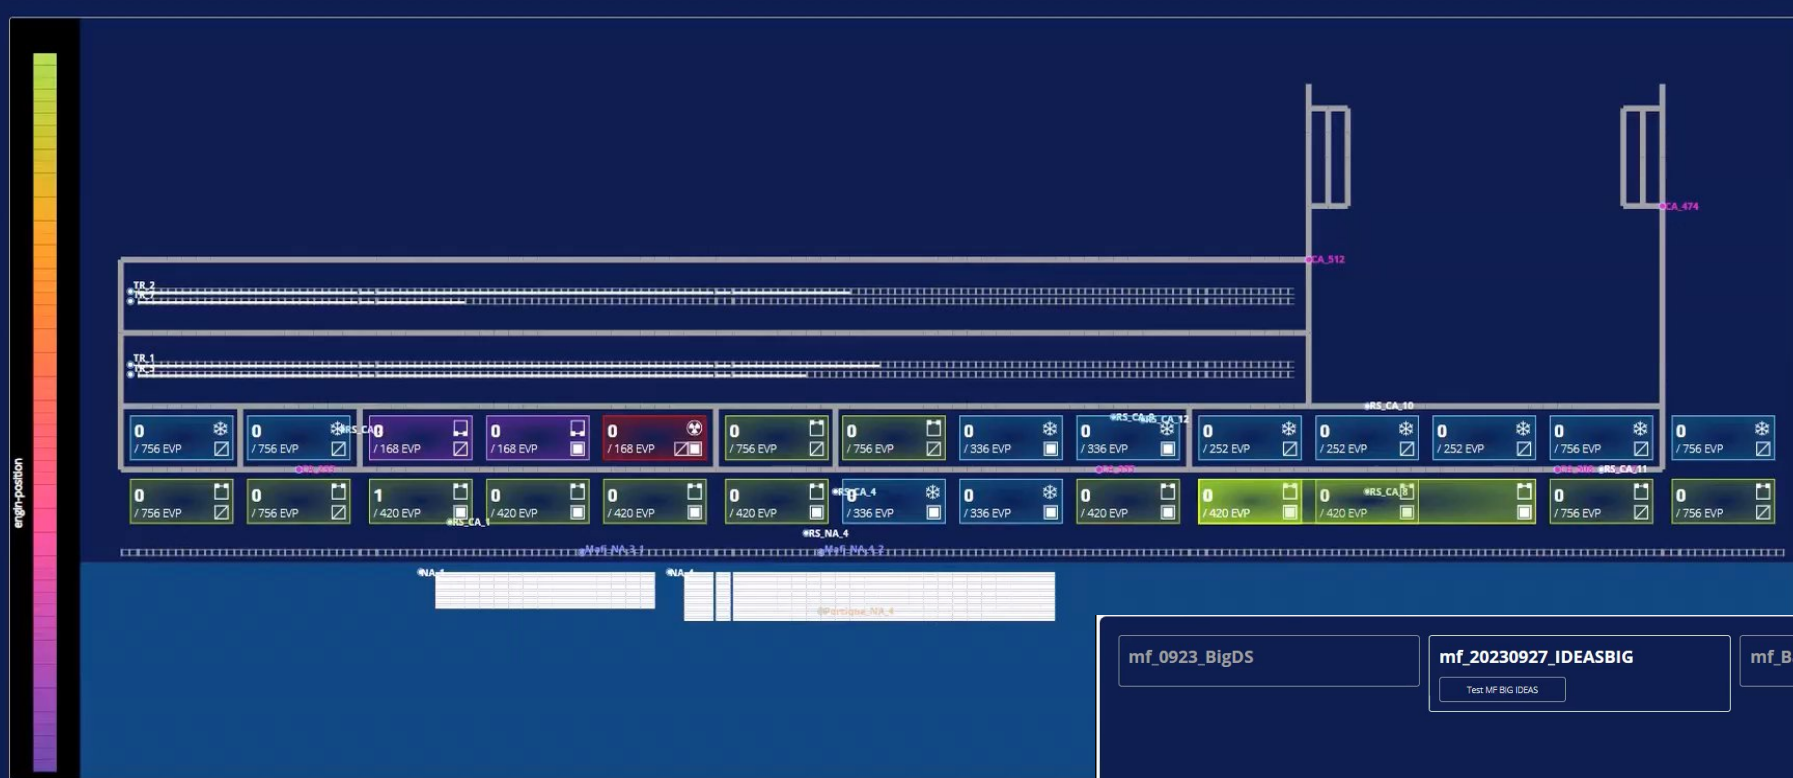 engin-position
CA_474
CA_512
TR_2
TR_1
RS_CA_10
RS_CA_12
0 / 756 EVP
0 / 756 EVP
0 / 168 EVP
0 / 168 EVP
0 / 168 EVP
0 / 756 EVP
0 / 756 EVP
0 / 336 EVP
0 / 336 EVP
0 / 252 EVP
0 / 252 EVP
0 / 252 EVP
0 / 756 EVP
0 / 756 EVP
RS_CA_11
0 / 756 EVP
0 / 756 EVP
1 / 420 EVP
0 / 420 EVP
0 / 420 EVP
0 / 420 EVP
RS_CA_4
0 / 336 EVP
0 / 336 EVP
0 / 420 EVP
0 / 420 EVP
0 / 420 EVP
RS_CA_8
0 / 756 EVP
0 / 756 EVP
RS_CA_1
RS_NA_4
Mafi_NA_3_1
Mafi_NA_4_2
NA_4
Portique_NA_4
mf_0923_BigDS
mf_20230927_IDEASBIG
Test MF BIG IDEAS